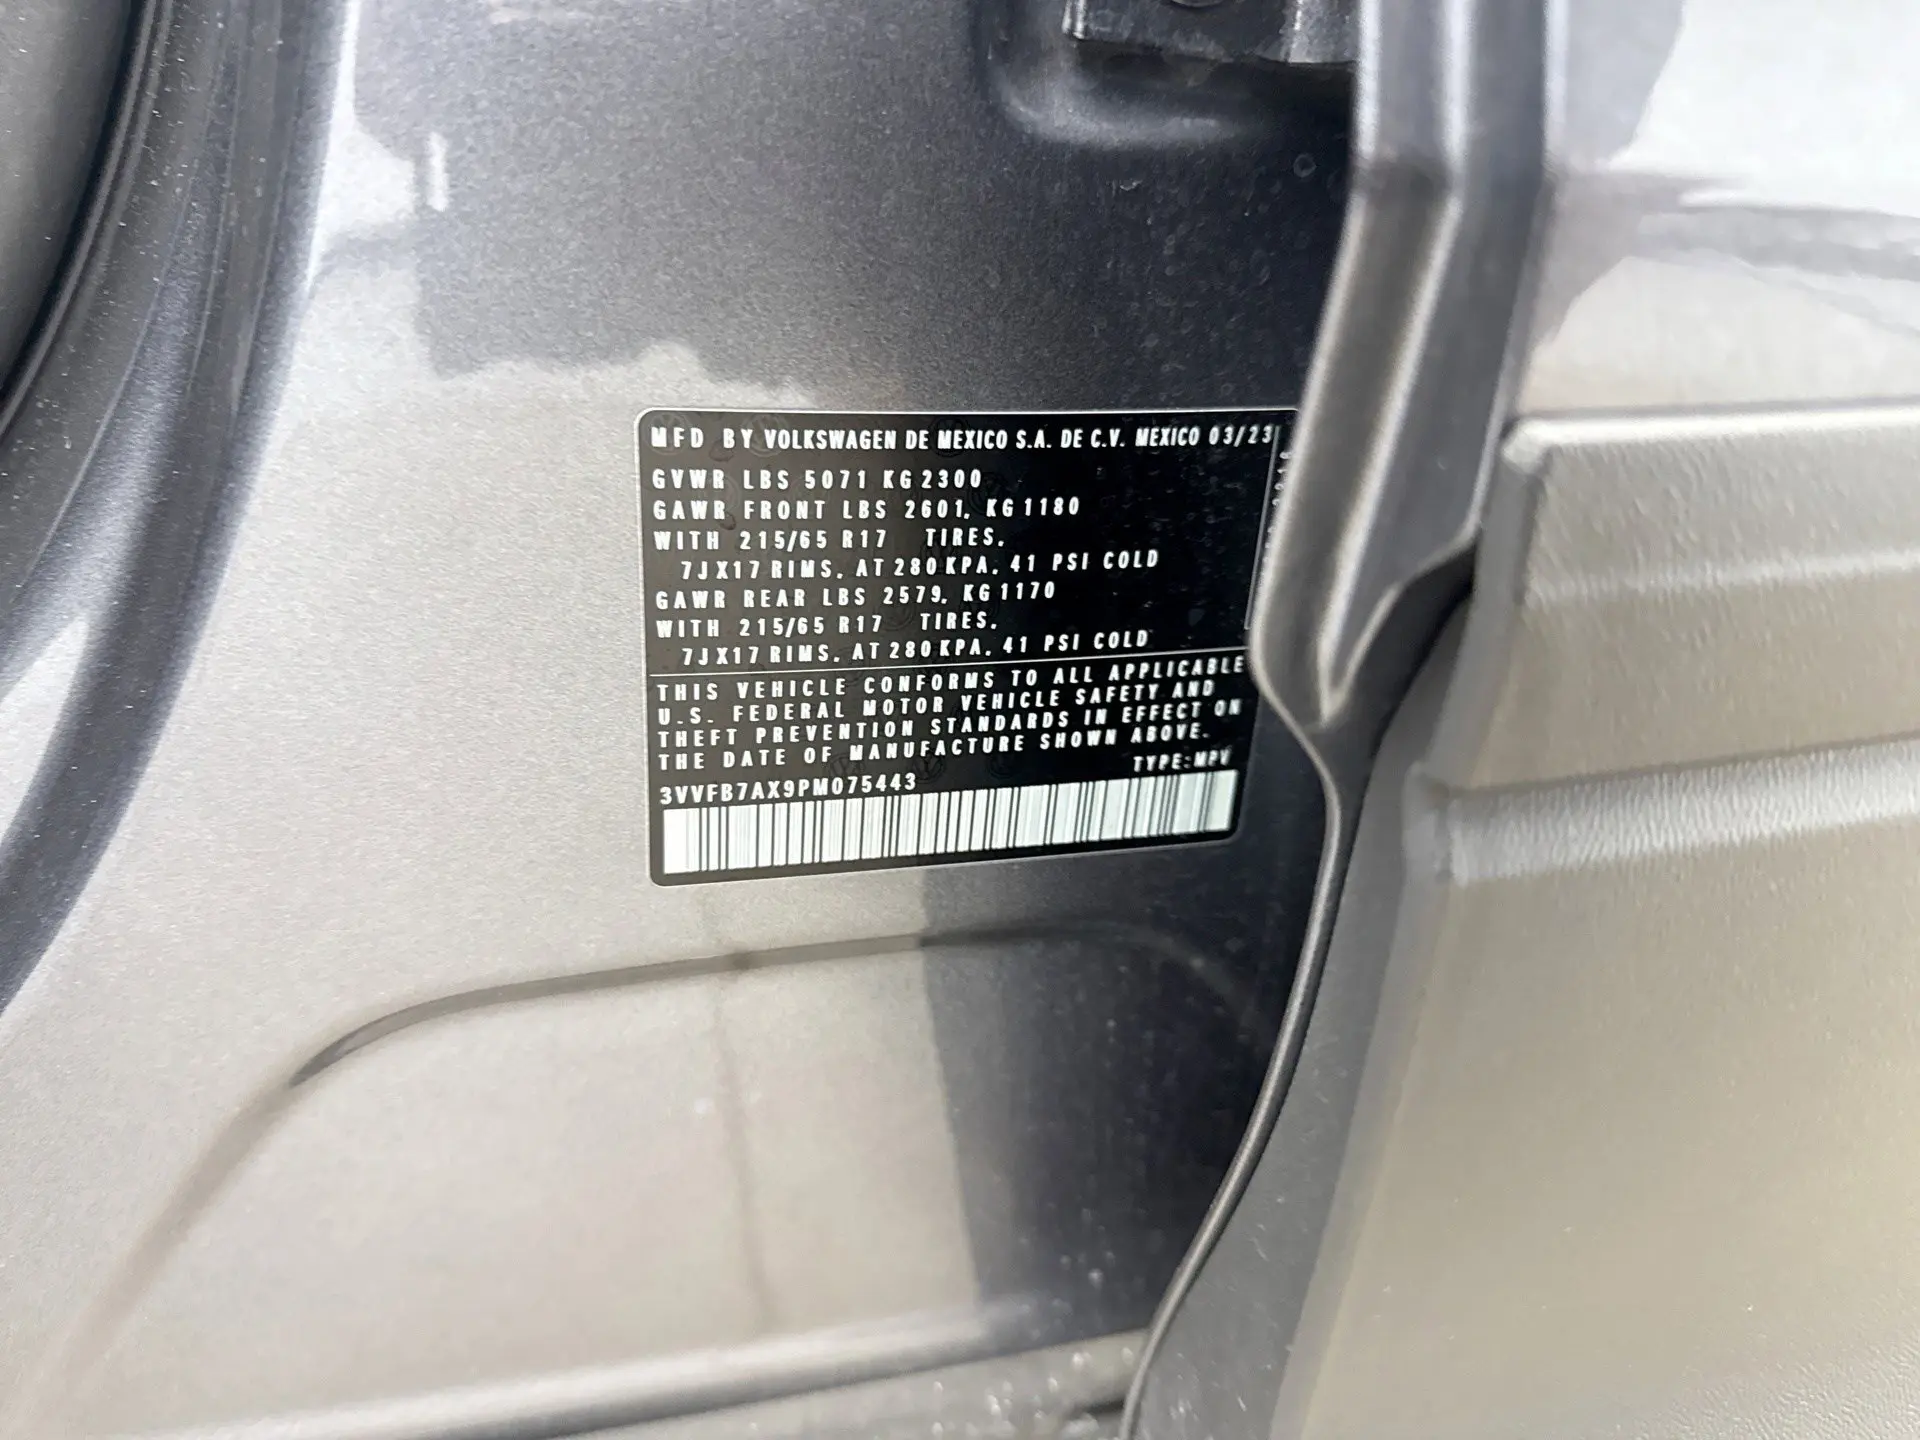 MFD BY VOLKSWAGEN DE MEXICO S.A. DE C.V. MEXICO 03/23
GVWR LBS 5071 KG 2300
GAWR FRONT LBS 2601, KG 1180
WITH 215/65 R17 TIRES,
7JX17 RIMS, AT 280 KPA, 41 PSI COLD
GAWR REAR LBS 2579, KG 1170
WITH 215/65 R17 TIRES,
7JX17 RIMS, AT 280 KPA, 41 PSI COLD
THIS VEHICLE CONFORMS TO ALL APPLICABLE
U.S. FEDERAL MOTOR VEHICLE SAFETY AND
THEFT PREVENTION STANDARDS IN EFFECT ON
THE DATE OF MANUFACTURE SHOWN ABOVE.
TYPE:MPV
3VVFB7AX9PM075443